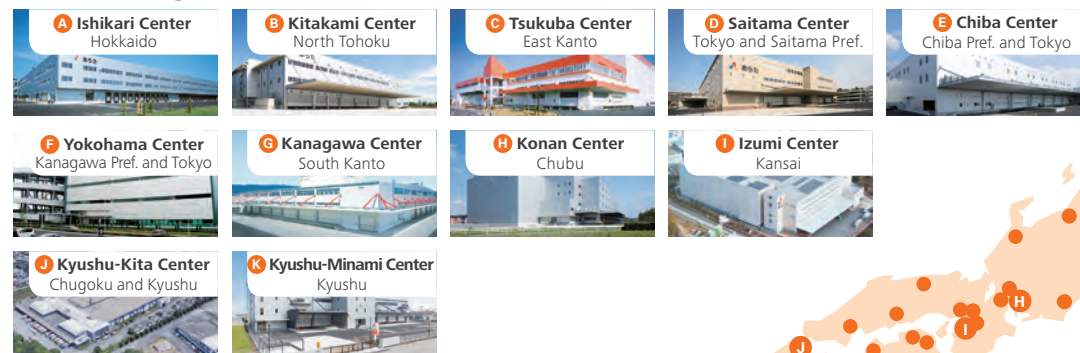 A Ishikari Center
Hokkaido
B Kitakami Center
North Tohoku
C Tsukuba Center
East Kanto
D Saitama Center
Tokyo and Saitama Pref.
E Chiba Center
Chiba Pref. and Tokyo
F Yokohama Center
Kanagawa Pref. and Tokyo
G Kanagawa Center
South Kanto
H Konan Center
Chubu
I Izumi Center
Kansai
J Kyushu-Kita Center
Chugoku and Kyushu
K Kyushu-Minami Center
Kyushu
H
I
J